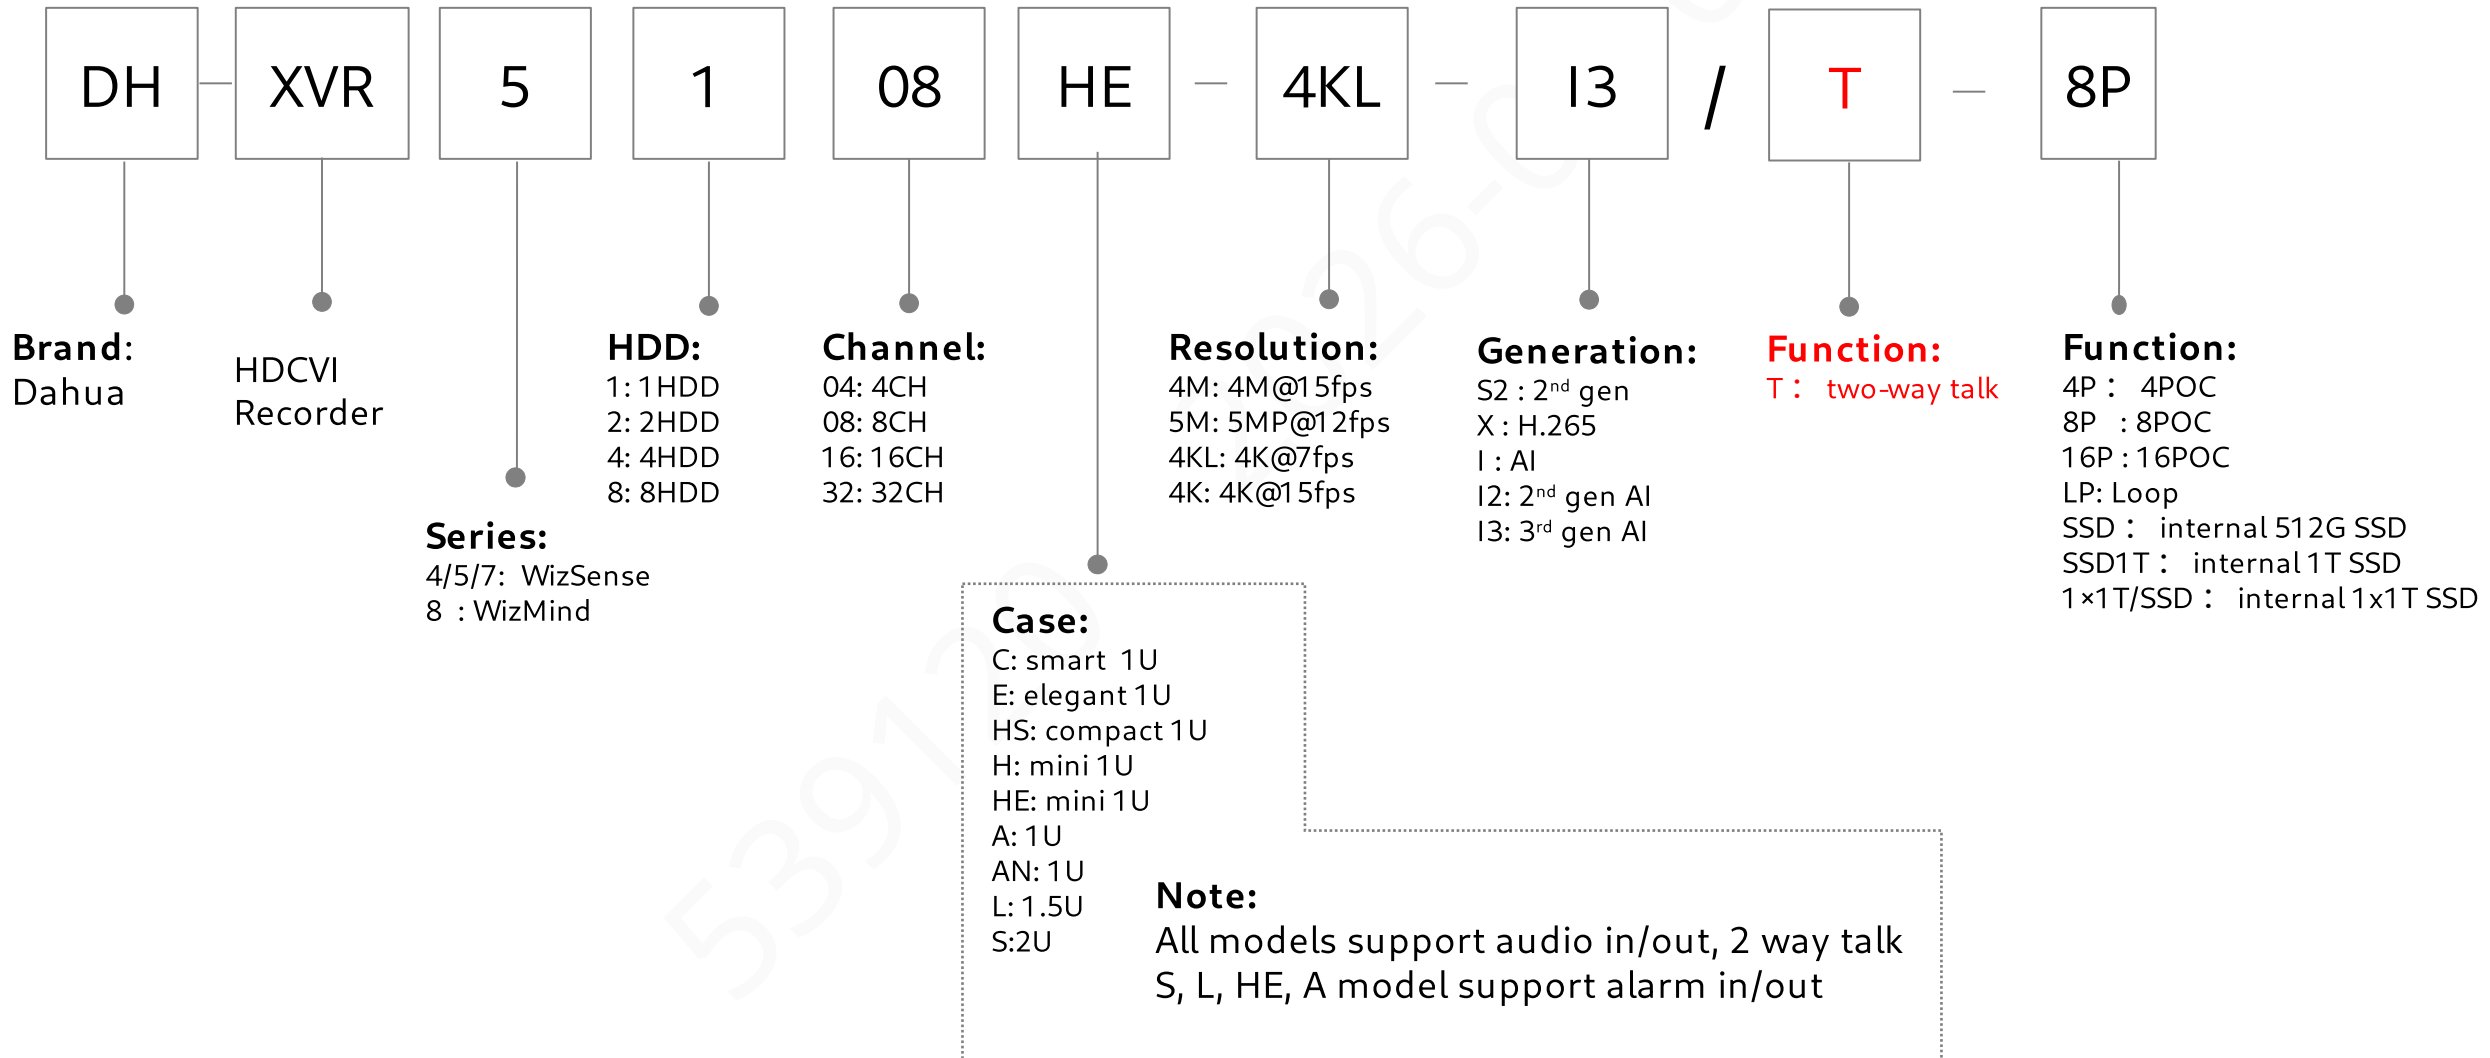 DH — XVR 5 1 08 HE — 4KL — I3 / T — 8P
Brand:
Dahua
HDCVI
Recorder
Series:
4/5/7: WizSense
8 : WizMind
HDD:
1: 1HDD
2: 2HDD
4: 4HDD
8: 8HDD
Channel:
04: 4CH
08: 8CH
16: 16CH
32: 32CH
Case:
C: smart 1U
E: elegant 1U
HS: compact 1U
H: mini 1U
HE: mini 1U
A: 1U
AN: 1U
L: 1.5U
S:2U
Note:
All models support audio in/out, 2 way talk
S, L, HE, A model support alarm in/out
Resolution:
4M: 4M@15fps
5M: 5MP@12fps
4KL: 4K@7fps
4K: 4K@15fps
Generation:
S2 : 2nd gen
X : H.265
I : AI
I2: 2nd gen AI
I3: 3rd gen AI
Function:
T： two-way talk
Function:
4P： 4POC
8P : 8POC
16P : 16POC
LP: Loop
SSD： internal 512G SSD
SSD1T： internal 1T SSD
1×1T/SSD： internal 1x1T SSD